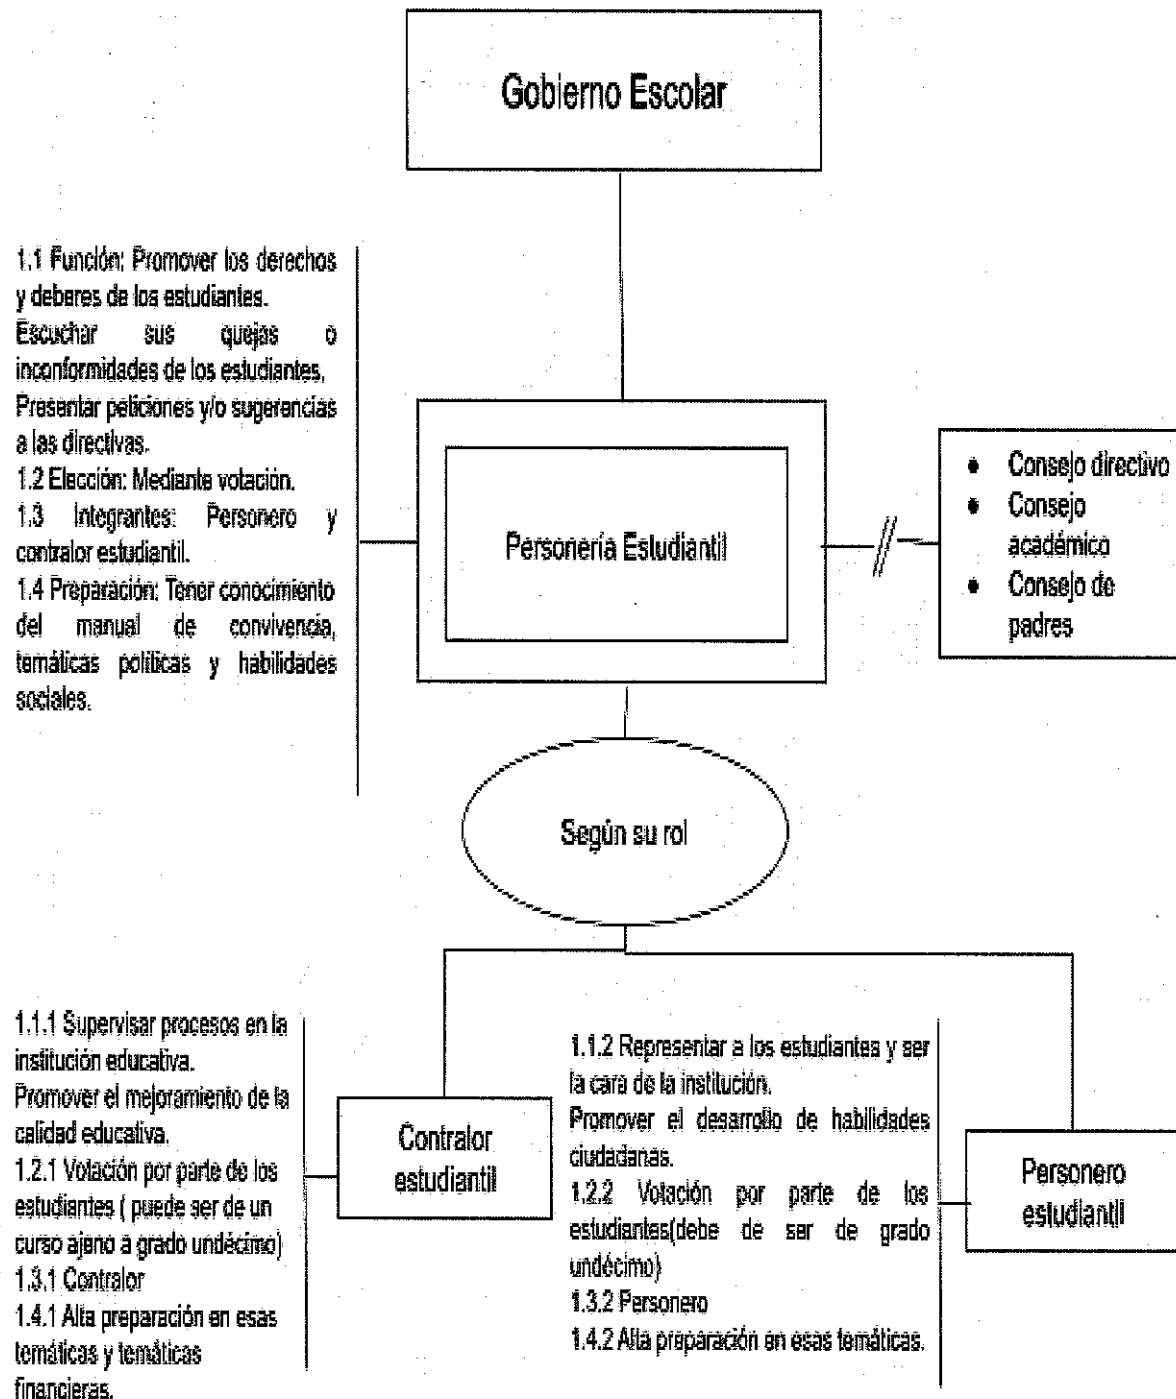 Gobierno Escolar
1.1 Función: Promover los derechos
y deberes de los estudiantes.
Escuchar sus quejas o
inconformidades de los estudiantes.
Presentar peticiones y/o sugerencias
a las directivas.
1.2 Elección: Mediante votación.
1.3 Integrantes: Personero y
contralor estudiantil.
1.4 Preparación: Tener conocimiento
del manual de convivencia,
temáticas políticas y habilidades
sociales.
Personería Estudiantil
• Consejo directivo
• Consejo
académico
• Consejo de
padres
Según su rol
1.1.1 Supervisar procesos en la
institución educativa.
Promover el mejoramiento de la
calidad educativa.
1.2.1 Votación por parte de los
estudiantes ( puede ser de un
curso ajeno a grado undécimo)
1.3.1 Contralor
1.4.1 Alta preparación en esas
temáticas y temáticas
financieras.
Contralor
estudiantil
1.1.2 Representar a los estudiantes y ser
la cara de la institución.
Promover el desarrollo de habilidades
ciudadanas.
1.2.2 Votación por parte de los
estudiantes(debe de ser de grado
undécimo)
1.3.2 Personero
1.4.2 Alta preparación en esas temáticas.
Personero
estudiantil